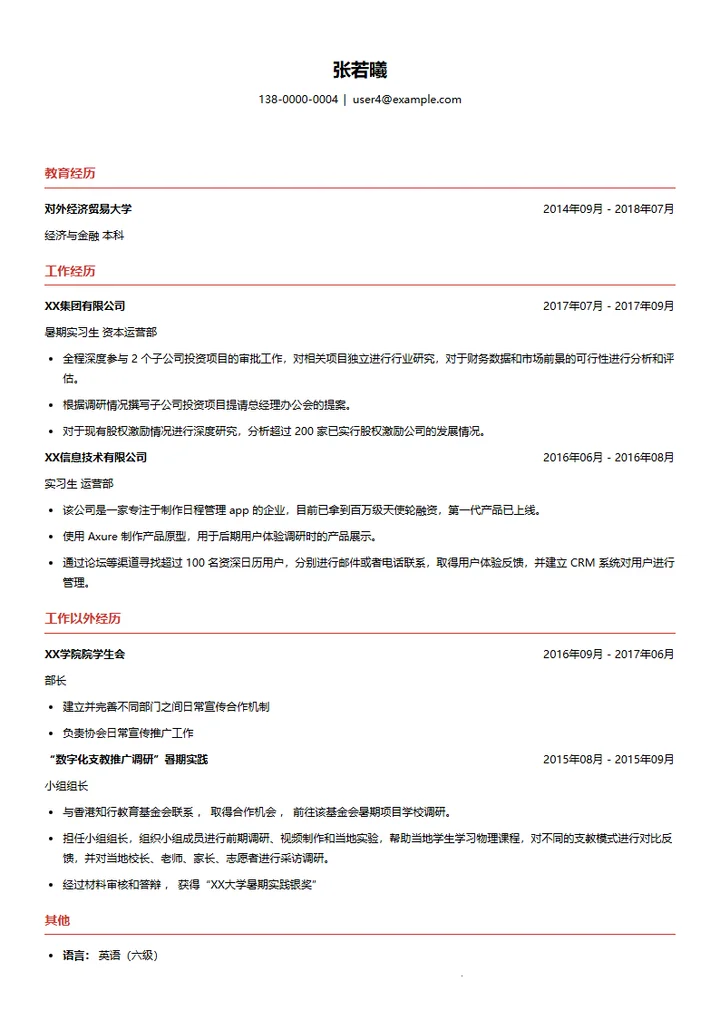 张若曦
138-0000-0004 | user4@example.com
教育经历
对外经济贸易大学 2014年09月 - 2018年07月
经济与金融 本科
工作经历
XX集团有限公司 2017年07月 - 2017年09月
暑期实习生 资本运营部
• 全程深度参与 2 个子公司投资项目的审批工作，对相关项目独立进行行业研究，对于财务数据和市场前景的可行性进行分析和评
估。
• 根据调研情况撰写子公司投资项目提请总经理办公会的提案。
• 对于现有股权激励情况进行深度研究，分析超过 200 家已实行股权激励公司的发展情况。
XX信息技术有限公司 2016年06月 - 2016年08月
实习生 运营部
• 该公司是一家专注于制作日程管理 app 的企业，目前已拿到百万级天使轮融资，第一代产品已上线。
• 使用 Axure 制作产品原型，用于后期用户体验调研时的产品展示。
• 通过论坛等渠道寻找超过 100 名资深日历用户，分别进行邮件或者电话联系，取得用户体验反馈，并建立 CRM 系统对用户进行
管理。
工作以外经历
XX学院院学生会 2016年09月 - 2017年06月
部长
• 建立并完善不同部门之间日常宣传合作机制
• 负责协会日常宣传推广工作
“数字化支教推广调研”暑期实践 2015年08月 - 2015年09月
小组组长
• 与香港知行教育基金会联系 ， 取得合作机会 ， 前往该基金会暑期项目学校调研。
• 担任小组组长，组织小组成员进行前期调研、视频制作和当地实验，帮助当地学生学习物理课程，对不同的支教模式进行对比反
馈，并对当地校长、老师、家长、志愿者进行采访调研。
• 经过材料审核和答辩 ， 获得“XX大学暑期实践银奖”
其他
• 语言： 英语（六级）